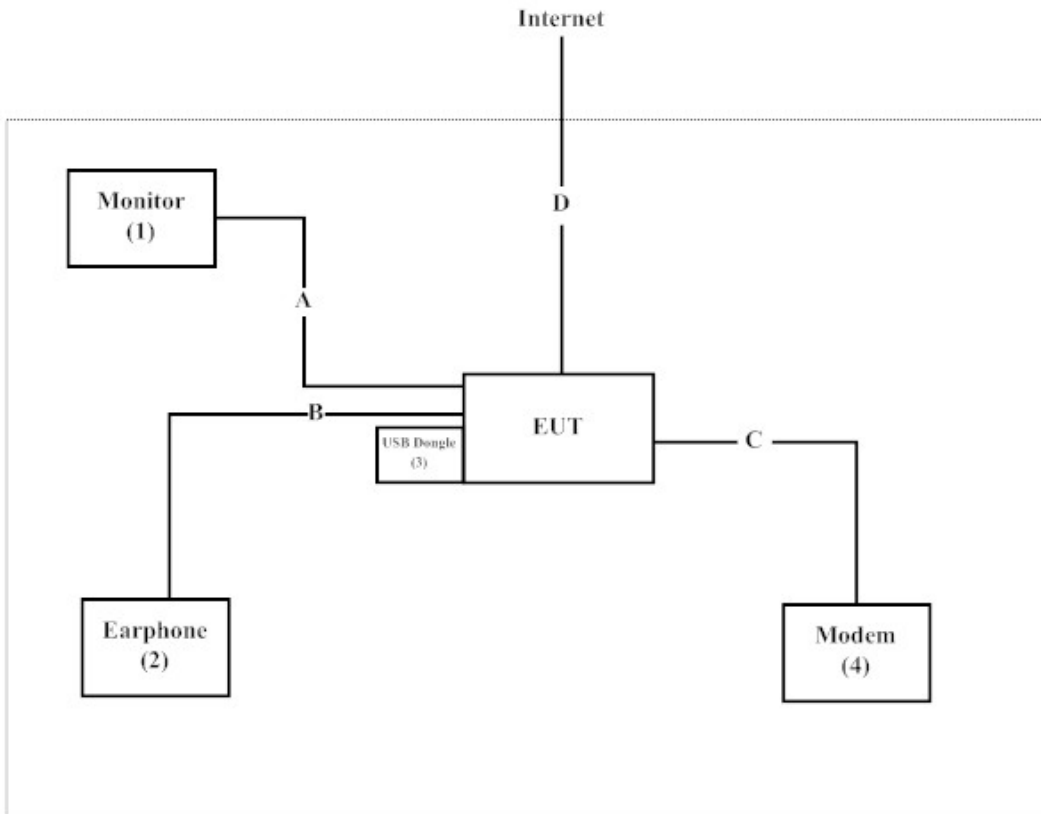 Internet
Monitor
(1)
D
A
B
USB Dongle
(3)
EUT
C
Earphone
(2)
Modem
(4)